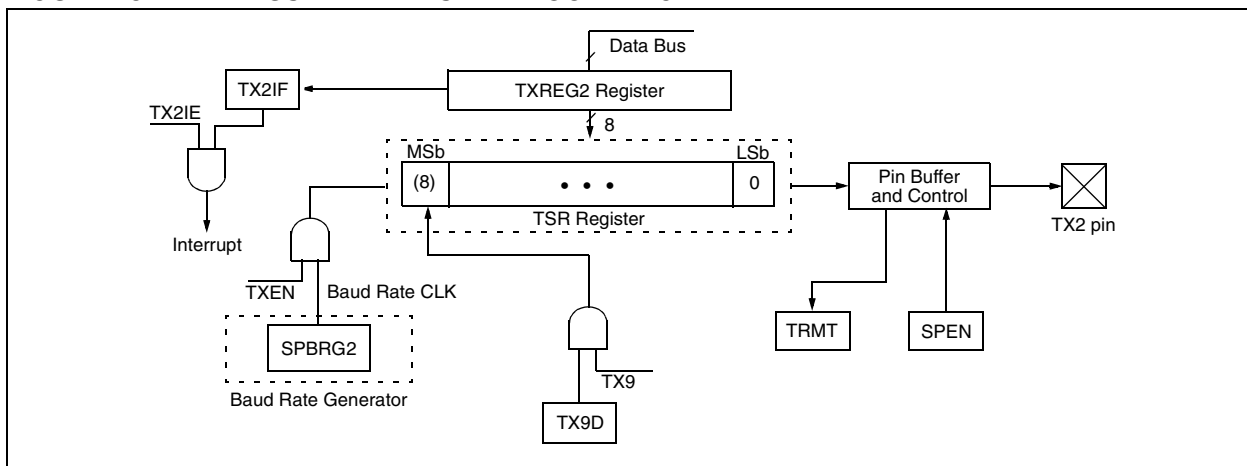 Data Bus
TXREG2 Register
TX2IF
TX2IE
8
MSb
LSb
(8)
• • •
0
TSR Register
Pin Buffer
and Control
TX2 pin
Interrupt
TXEN
Baud Rate CLK
SPBRG2
Baud Rate Generator
TX9
TX9D
TRMT
SPEN